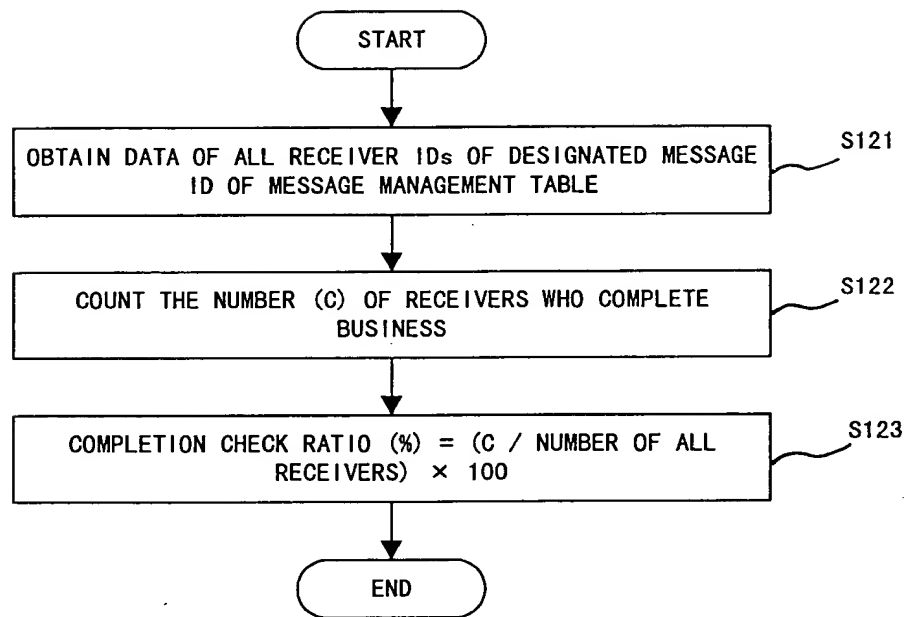 START
OBTAIN DATA OF ALL RECEIVER IDs OF DESIGNATED MESSAGE
ID OF MESSAGE MANAGEMENT TABLE
S121
COUNT THE NUMBER (C) OF RECEIVERS WHO COMPLETE
BUSINESS
S122
COMPLETION CHECK RATIO (%) = (C / NUMBER OF ALL
RECEIVERS) × 100
S123
END